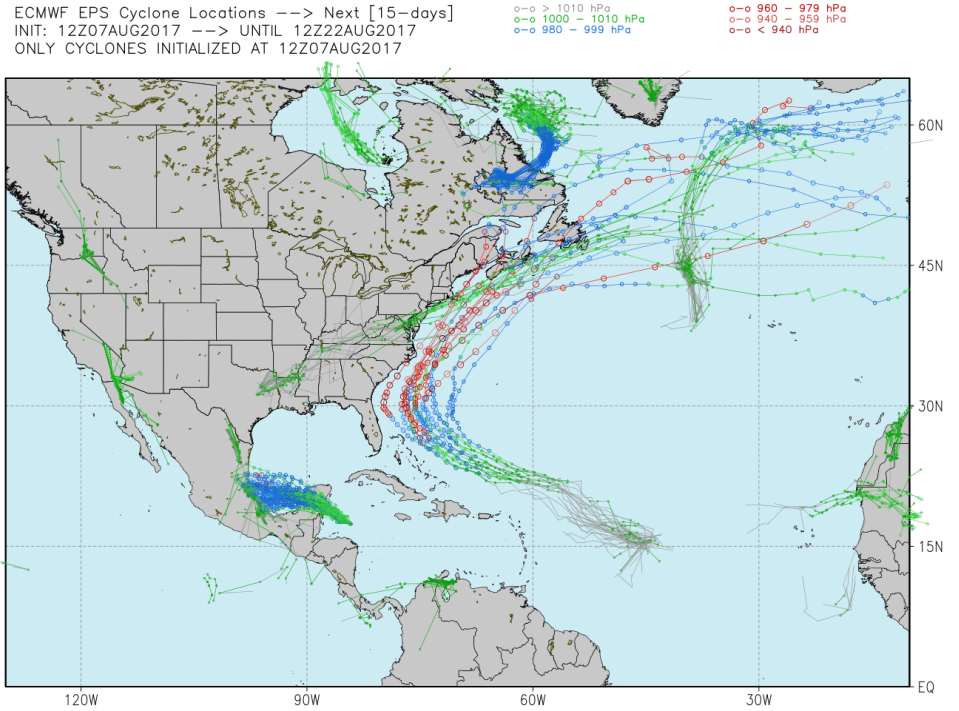 ECMWF EPS Cyclone Locations --> Next [15-days]
INIT: 12Z07AUG2017 --> UNTIL 12Z22AUG2017
ONLY CYCLONES INITIALIZED AT 12Z07AUG2017
o-o > 1010 hPa
o-o 1000 - 1010 hPa
o-o 980 - 999 hPa
o-o 960 - 979 hPa
o-o 940 - 959 hPa
o-o < 940 hPa
60N
45N
30N
15N
EQ
120W
90W
60W
30W